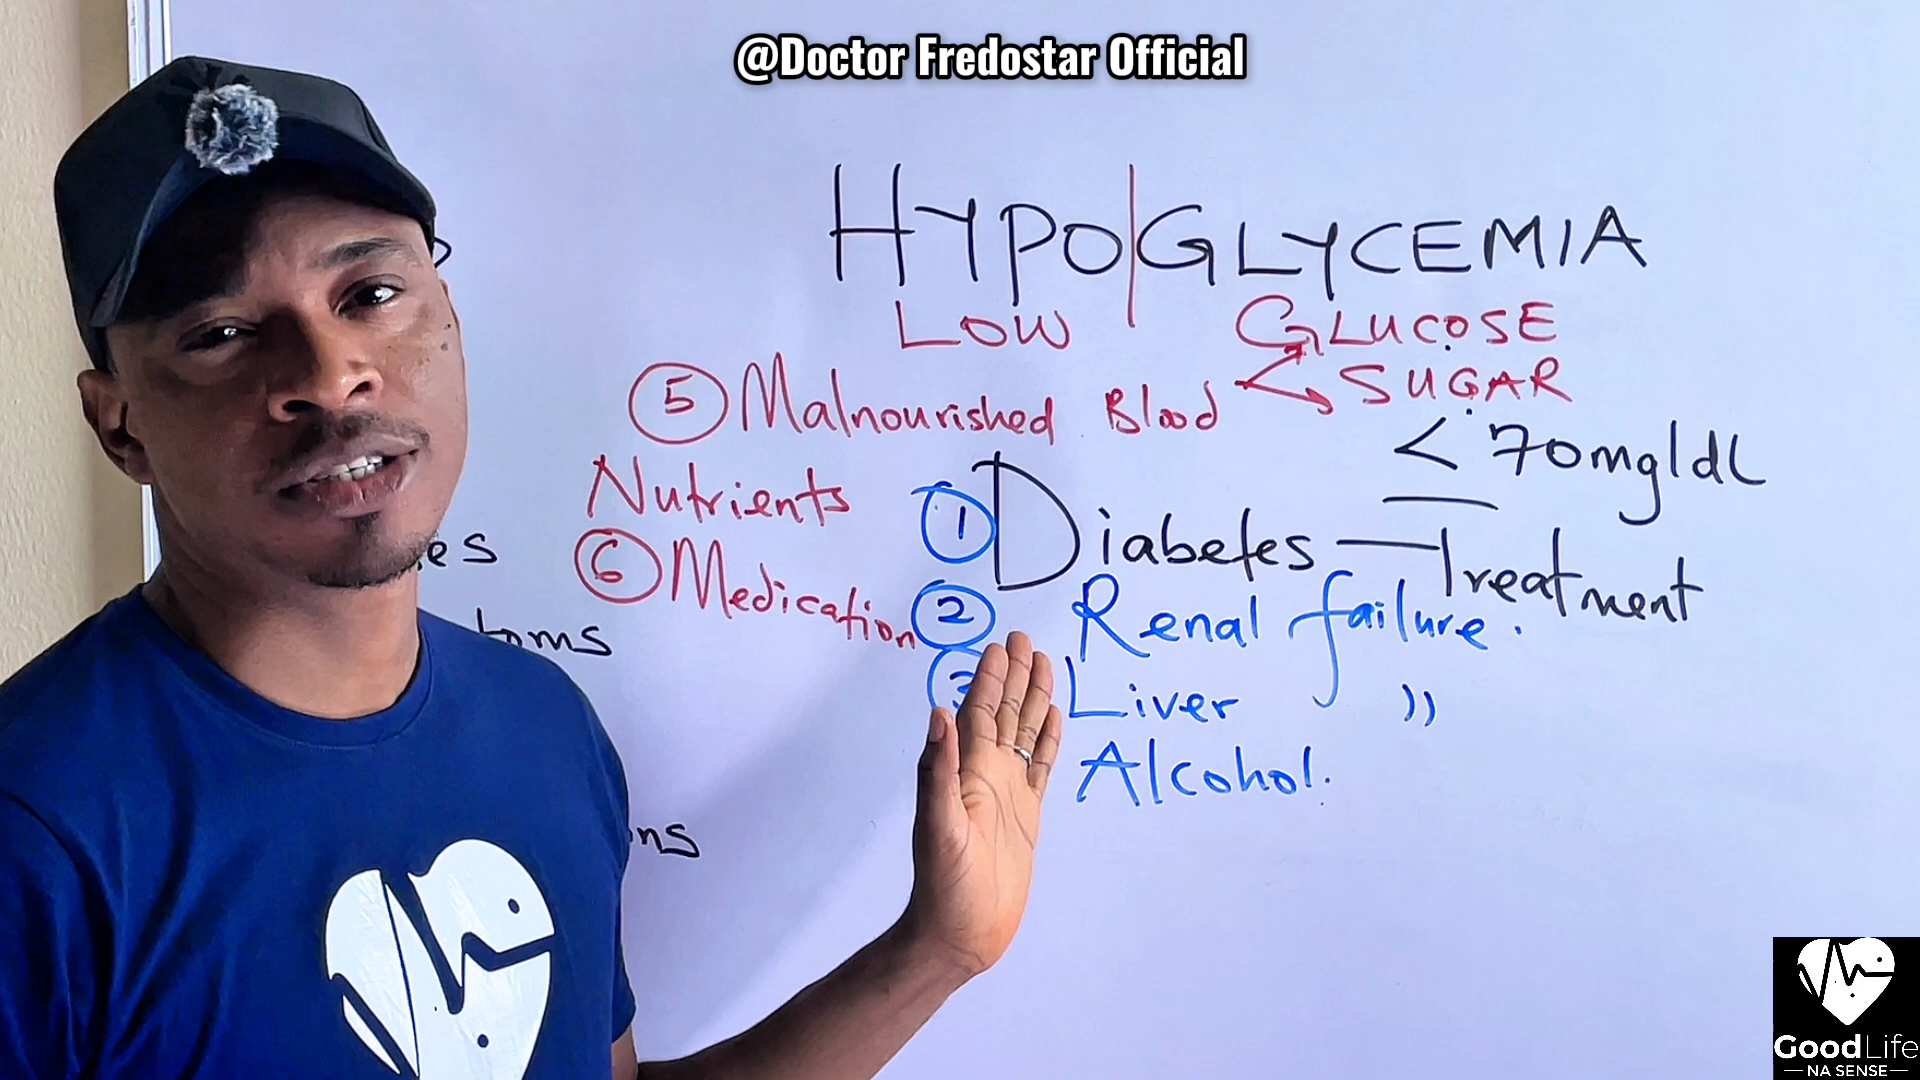 @Doctor Fredostar Official
HYPO|GLYCEMIA
LOW GLUCOSE
⑤ Malnourished Blood < SUGAR
< 70mg/dL
Nutrients
① Diabetes — Treatment
⑥ Medication
② Renal failure.
③ Liver "
Alcohol.
GoodLife
—NA SENSE—